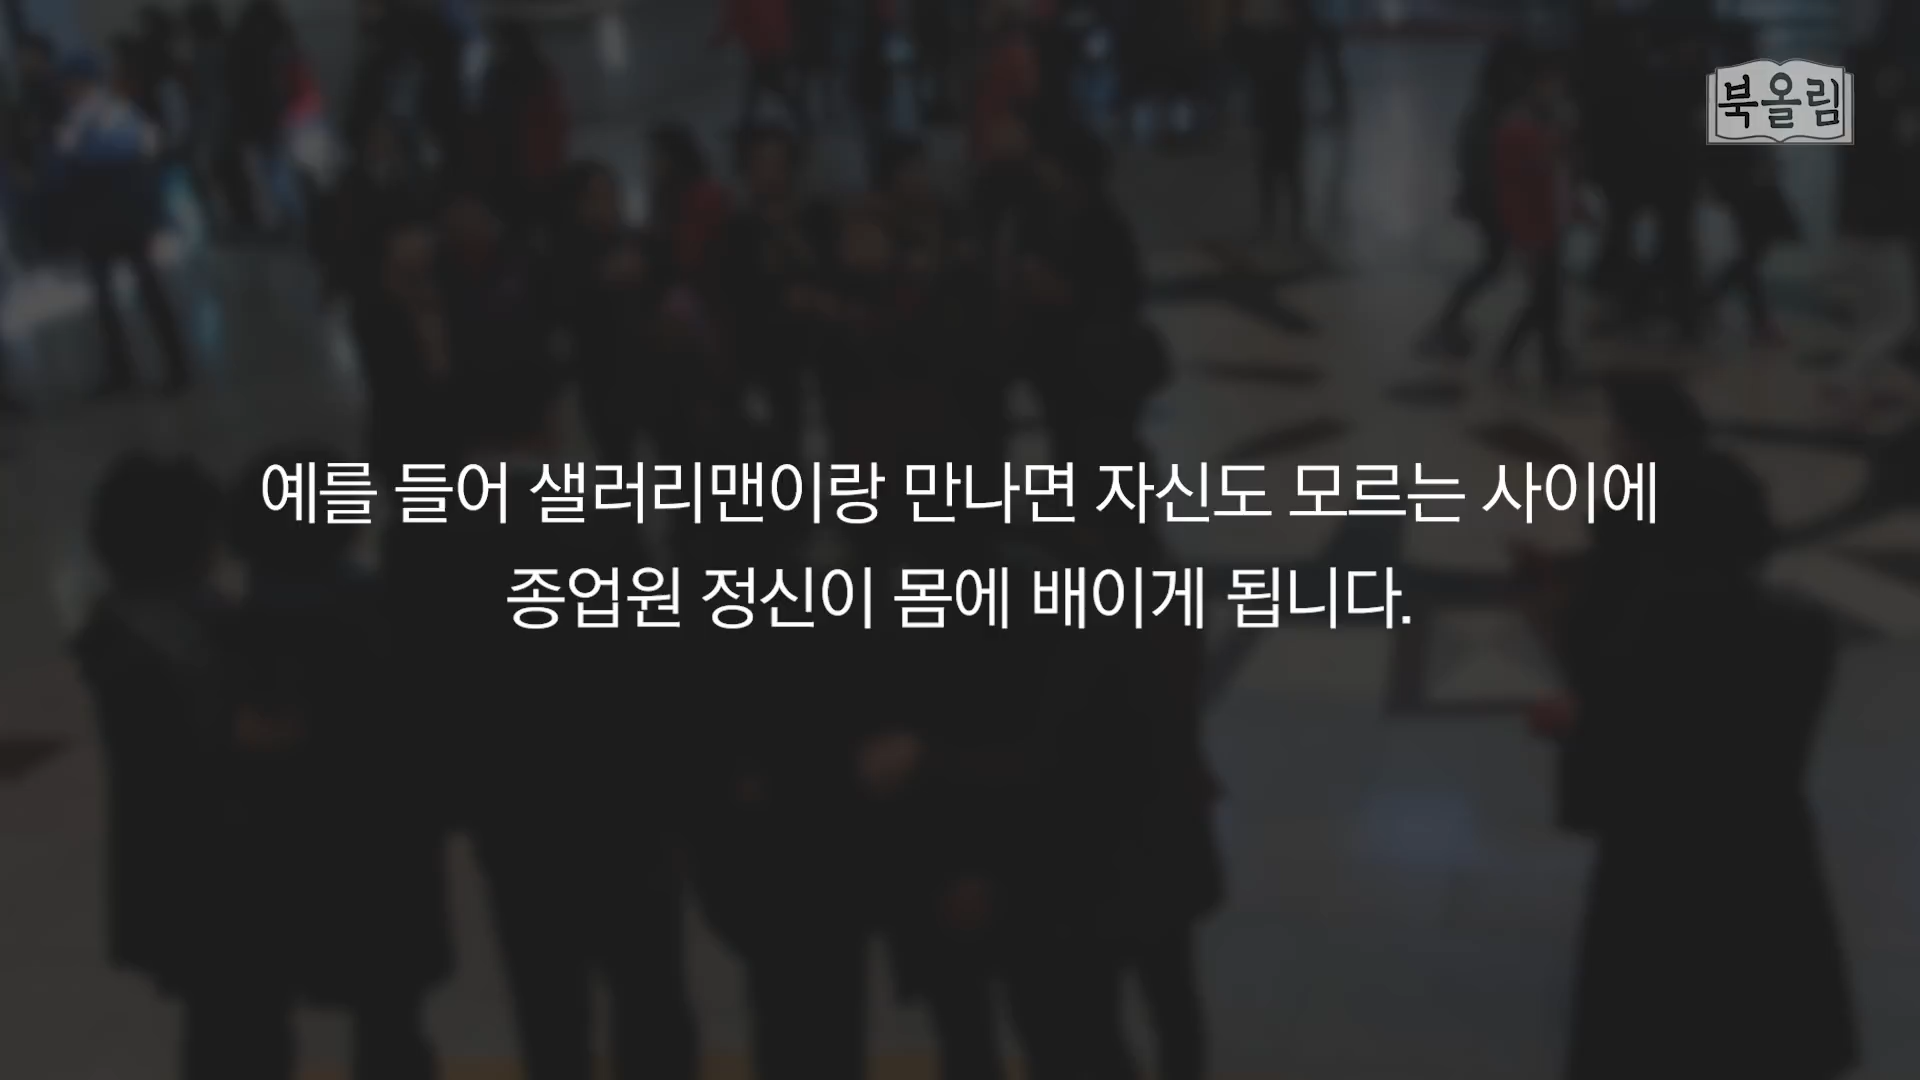 북올림
예를 들어 샐러리맨이랑 만나면 자신도 모르는 사이에
종업원 정신이 몸에 배이게 됩니다.